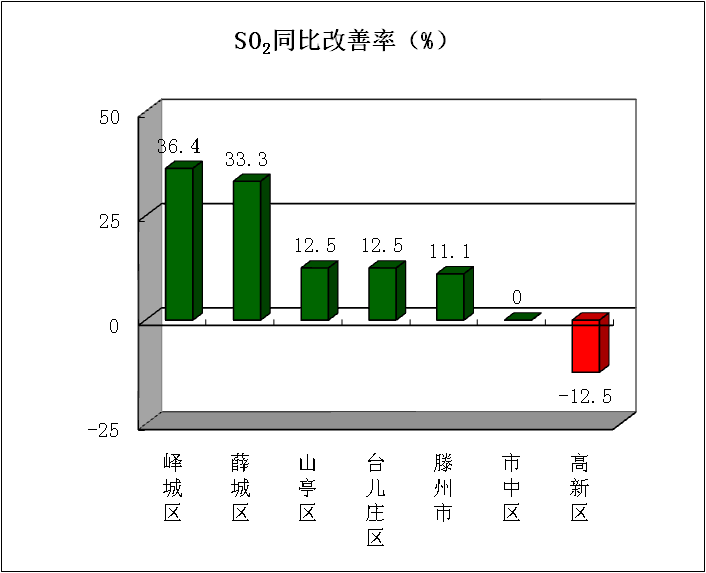 SO₂同比改善率（%）
50
25
0
-25
36.4
33.3
12.5
12.5
11.1
0
-12.5
峄城区
薛城区
山亭区
台儿庄区
滕州市
市中区
高新区